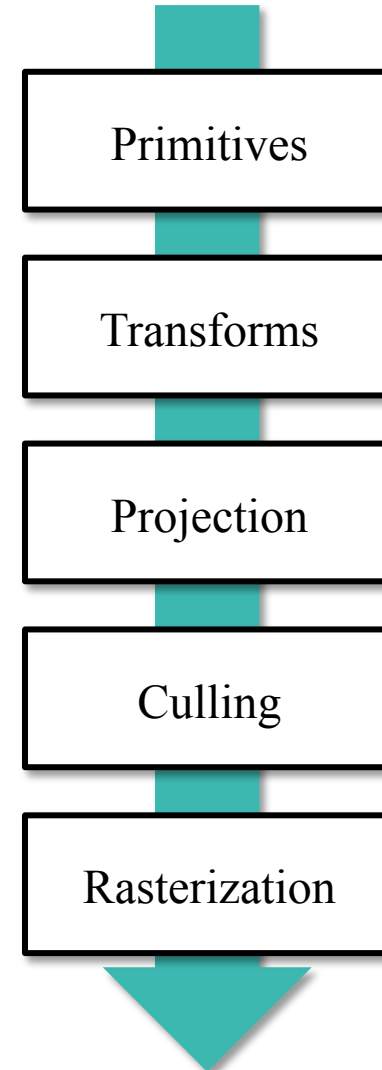 Primitives
Transforms
Projection
Culling
Rasterization